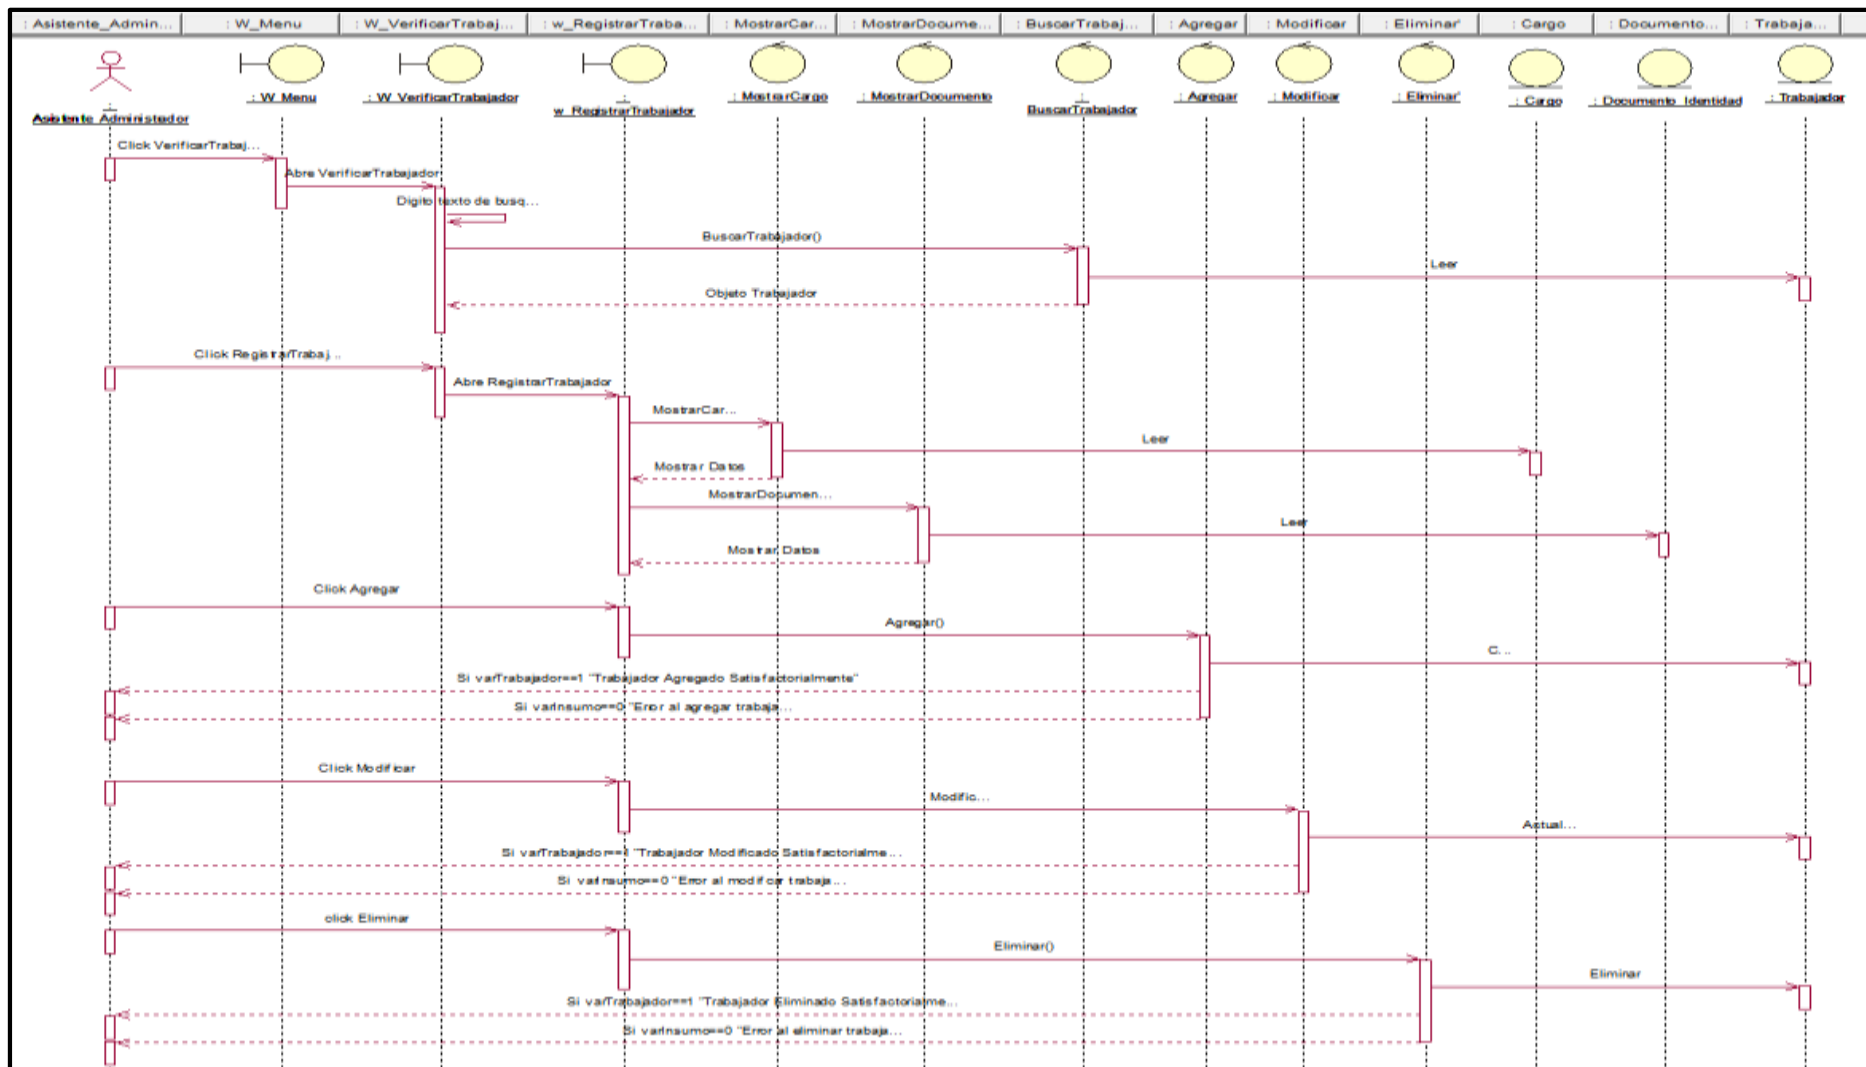 : Asistente_Admin...
: W_Menu
: W_VerificarTrabaj...
: w_RegistrarTraba...
: MostrarCar...
: MostrarDocume...
: BuscarTrabaj...
: Agregar
: Modificar
: Eliminar'
: Cargo
: Documento...
: Trabaja...
:
Asistente_Administrador
: W_Menu
: W_VerificarTrabajador
:
w_RegistrarTrabajador
: MostrarCargo
: MostrarDocumento
:
BuscarTrabajador
: Agregar
: Modificar
: Eliminar'
: Cargo
: Documento_Identidad
: Trabajador
Click VerificarTrabaj...
Abre VerificarTrabajador
Digito texto de busq...
BuscarTrabajador()
Leer
Objeto Trabajador
Click RegistrarTrabaj...
Abre RegistrarTrabajador
MostrarCar...
Leer
Mostrar Datos
MostrarDocumen...
Leer
Mostrar Datos
Click Agregar
Agregar()
C...
Si varTrabajador==1 "Trabajador Agregado Satisfactorialmente"
Si varInsumo==0 "Error al agregar trabaja...
Click Modificar
Modific...
Actual...
Si varTrabajador==1 "Trabajador Modificado Satisfactorialme...
Si varInsumo==0 "Error al modificar trabaja...
click Eliminar
Eliminar()
Eliminar
Si varTrabajador==1 "Trabajador Eliminado Satisfactorialme...
Si varInsumo==0 "Error al eliminar trabaja...